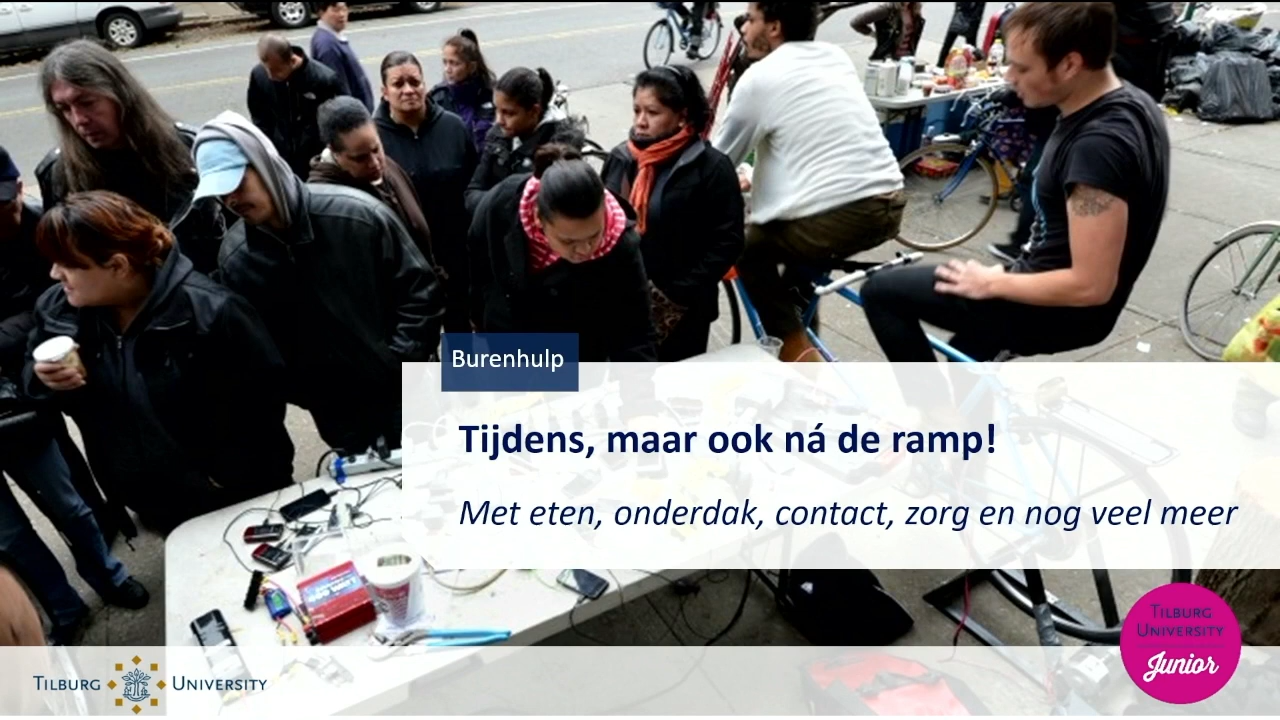 Burenhulp
Tijdens, maar ook ná de ramp!
Met eten, onderdak, contact, zorg en nog veel meer
TILBURG UNIVERSITY
TILBURG
UNIVERSITY
Junior